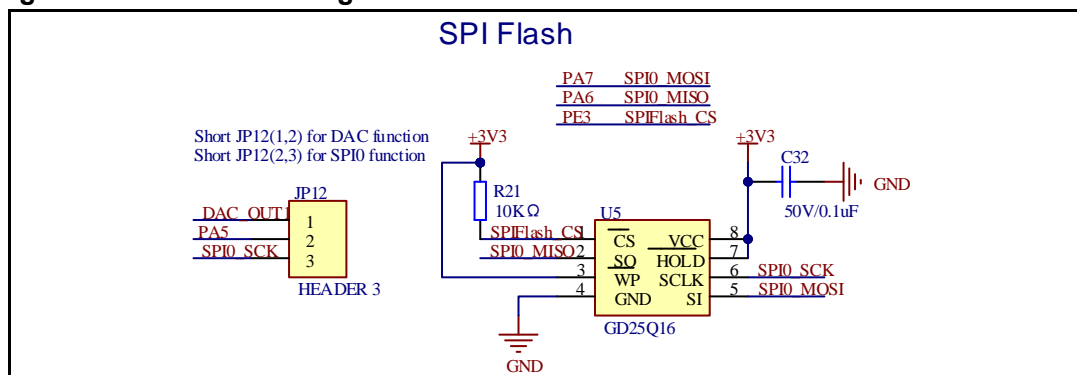 SPI Flash
PA7 SPI0_MOSI
PA6 SPI0_MISO
PE3 SPIFlash_CS
Short JP12(1,2) for DAC function
Short JP12(2,3) for SPI0 function
+3V3
+3V3
C32
GND
50V/0.1uF
R21
10KΩ
JP12
DAC_OUT1
1
PA5
2
SPI0_SCK
3
HEADER 3
U5
SPIFlash_CS 1 CS VCC 8
SPI0_MISO 2 SO HOLD 7
3 WP SCLK 6 SPI0_SCK
4 GND SI 5 SPI0_MOSI
GD25Q16
GND